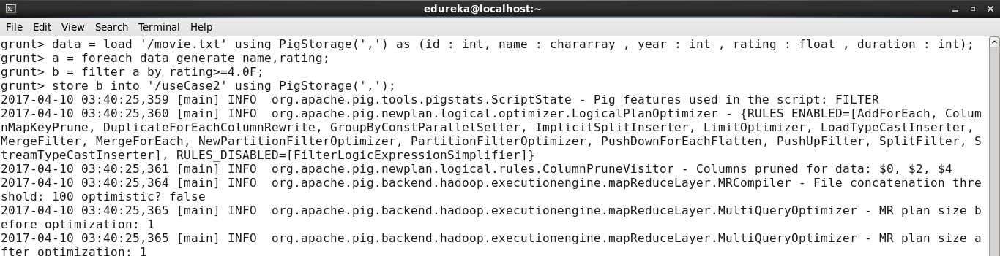 edureka@localhost:~
File Edit View Search Terminal Help
grunt> data = load '/movie.txt' using PigStorage(',') as (id : int, name : chararray , year : int , rating : float , duration : int);
grunt> a = foreach data generate name,rating;
grunt> b = filter a by rating>=4.0F;
grunt> store b into '/useCase2' using PigStorage(',');
2017-04-10 03:40:25,359 [main] INFO  org.apache.pig.tools.pigstats.ScriptState - Pig features used in the script: FILTER
2017-04-10 03:40:25,360 [main] INFO  org.apache.pig.newplan.logical.optimizer.LogicalPlanOptimizer - {RULES_ENABLED=[AddForEach, Colum
nMapKeyPrune, DuplicateForEachColumnRewrite, GroupByConstParallelSetter, ImplicitSplitInserter, LimitOptimizer, LoadTypeCastInserter,
MergeFilter, MergeForEach, NewPartitionFilterOptimizer, PartitionFilterOptimizer, PushDownForEachFlatten, PushUpFilter, SplitFilter, S
treamTypeCastInserter], RULES_DISABLED=[FilterLogicExpressionSimplifier]}
2017-04-10 03:40:25,361 [main] INFO  org.apache.pig.newplan.logical.rules.ColumnPruneVisitor - Columns pruned for data: $0, $2, $4
2017-04-10 03:40:25,364 [main] INFO  org.apache.pig.backend.hadoop.executionengine.mapReduceLayer.MRCompiler - File concatenation thre
shold: 100 optimistic? false
2017-04-10 03:40:25,365 [main] INFO  org.apache.pig.backend.hadoop.executionengine.mapReduceLayer.MultiQueryOptimizer - MR plan size b
efore optimization: 1
2017-04-10 03:40:25,365 [main] INFO  org.apache.pig.backend.hadoop.executionengine.mapReduceLayer.MultiQueryOptimizer - MR plan size a
fter optimization: 1